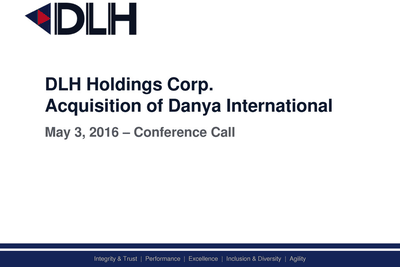 DLH
DLH Holdings Corp.
Acquisition of Danya International
May 3, 2016 – Conference Call
Integrity & Trust | Performance | Excellence | Inclusion & Diversity | Agility